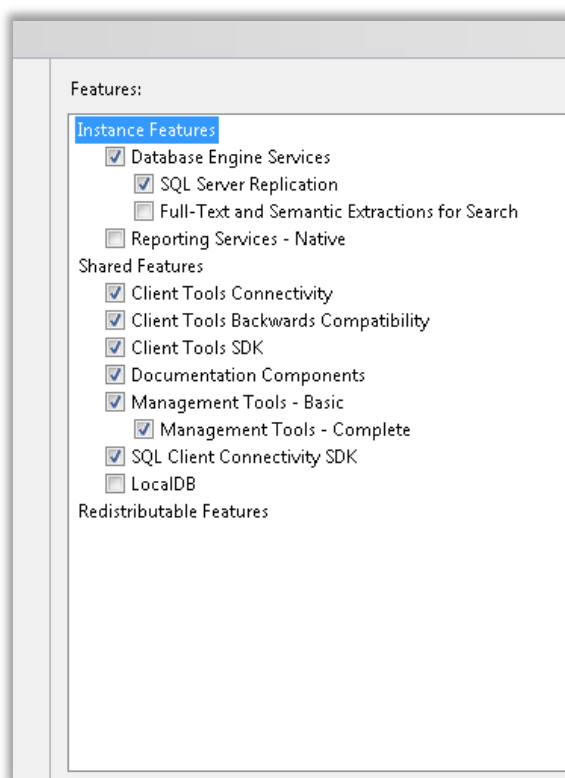 Features:
Instance Features
Database Engine Services
SQL Server Replication
Full-Text and Semantic Extractions for Search
Reporting Services - Native
Shared Features
Client Tools Connectivity
Client Tools Backwards Compatibility
Client Tools SDK
Documentation Components
Management Tools - Basic
Management Tools - Complete
SQL Client Connectivity SDK
LocalDB
Redistributable Features